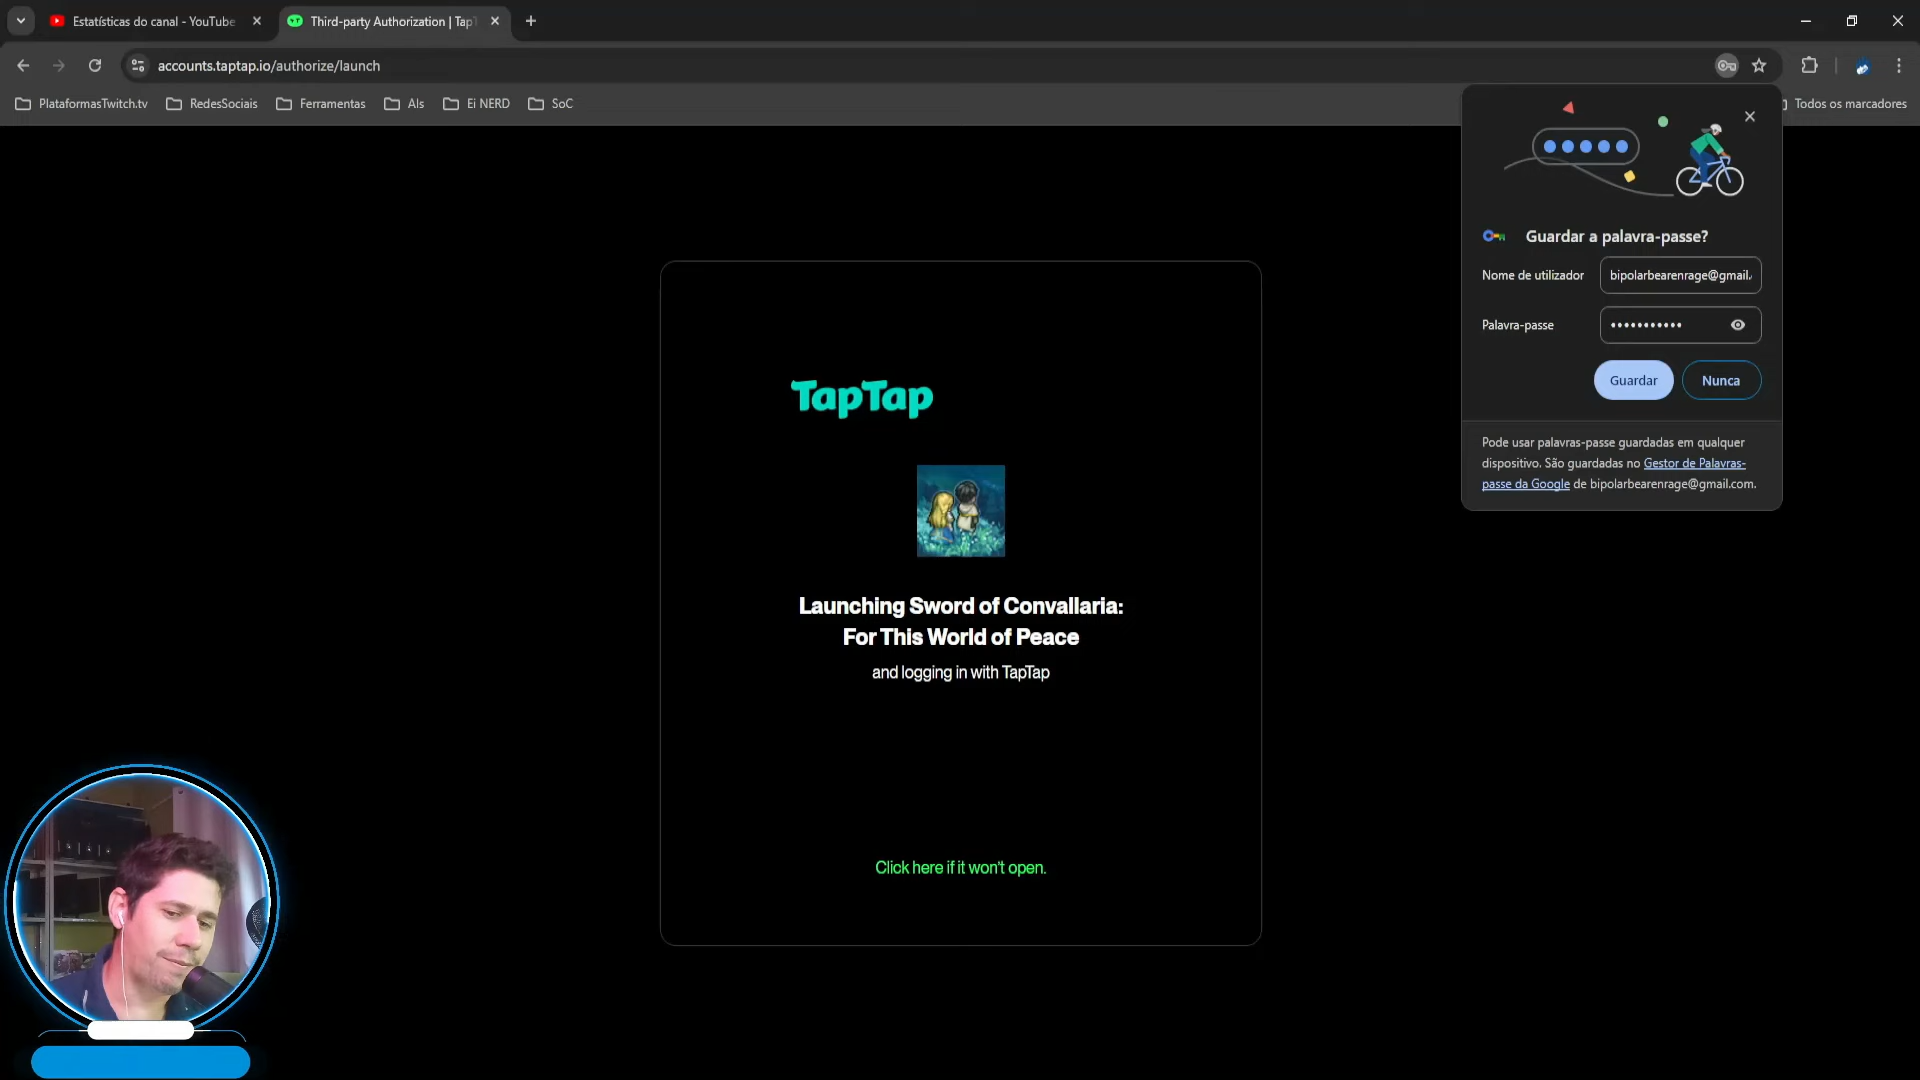 Estatísticas do canal - YouTube
Third-party Authorization | Tap
accounts.taptap.io/authorize/launch
PlataformasTwitch.tv
RedesSociais
Ferramentas
AIs
Ei NERD
SoC
Todos os marcadores
Guardar a palavra-passe?
Nome de utilizador
bipolarbearenrage@gmail.
Palavra-passe
•••••••••••
Guardar
Nunca
Pode usar palavras-passe guardadas em qualquer
dispositivo. São guardadas no Gestor de Palavras-
passe da Google de bipolarbearenrage@gmail.com.
TapTap
Launching Sword of Convallaria:
For This World of Peace
and logging in with TapTap
Click here if it won't open.